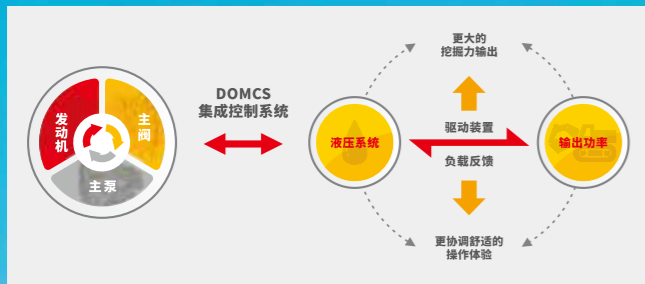 发动机
主阀
主泵
DOMCS
集成控制系统
液压系统
更大的
挖掘力输出
驱动装置
负载反馈
更协调舒适的
操作体验
输出功率